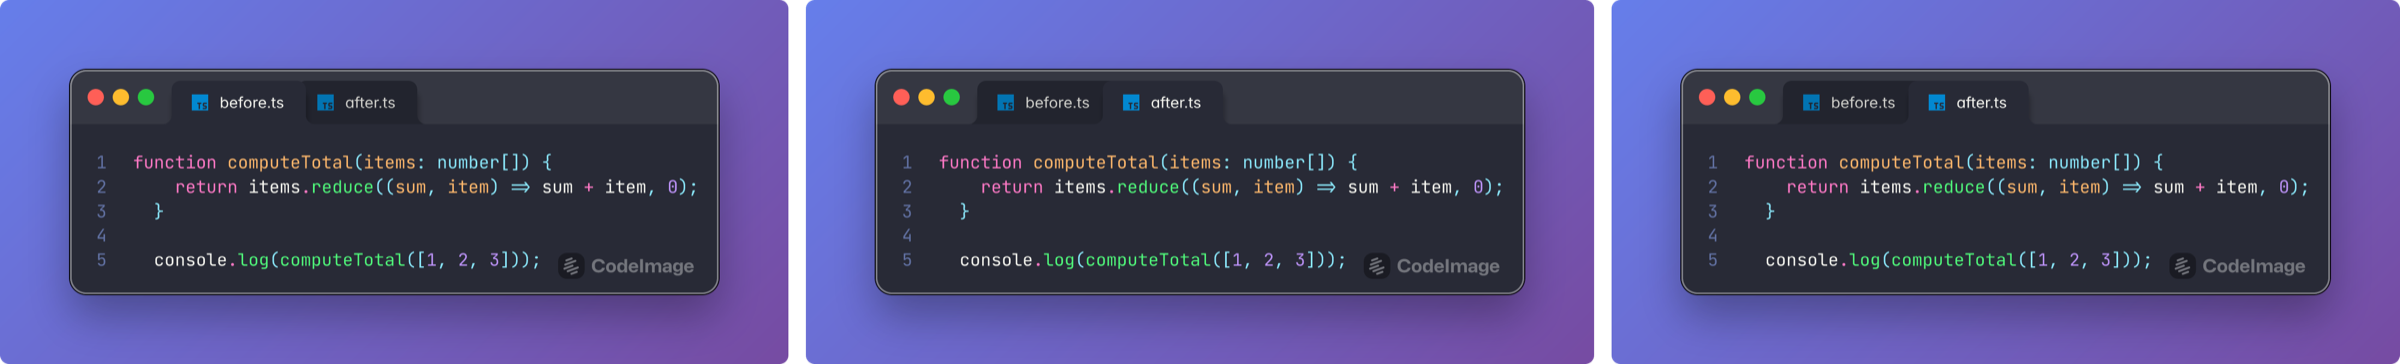 before.ts after.ts
1 function computeTotal(items: number[]) {
2 return items.reduce((sum, item) => sum + item, 0);
3 }
4
5 console.log(computeTotal([1, 2, 3]));
CodeImage
before.ts after.ts
1 function computeTotal(items: number[]) {
2 return items.reduce((sum, item) => sum + item, 0);
3 }
4
5 console.log(computeTotal([1, 2, 3]));
CodeImage
before.ts after.ts
1 function computeTotal(items: number[]) {
2 return items.reduce((sum, item) => sum + item, 0);
3 }
4
5 console.log(computeTotal([1, 2, 3]));
CodeImage